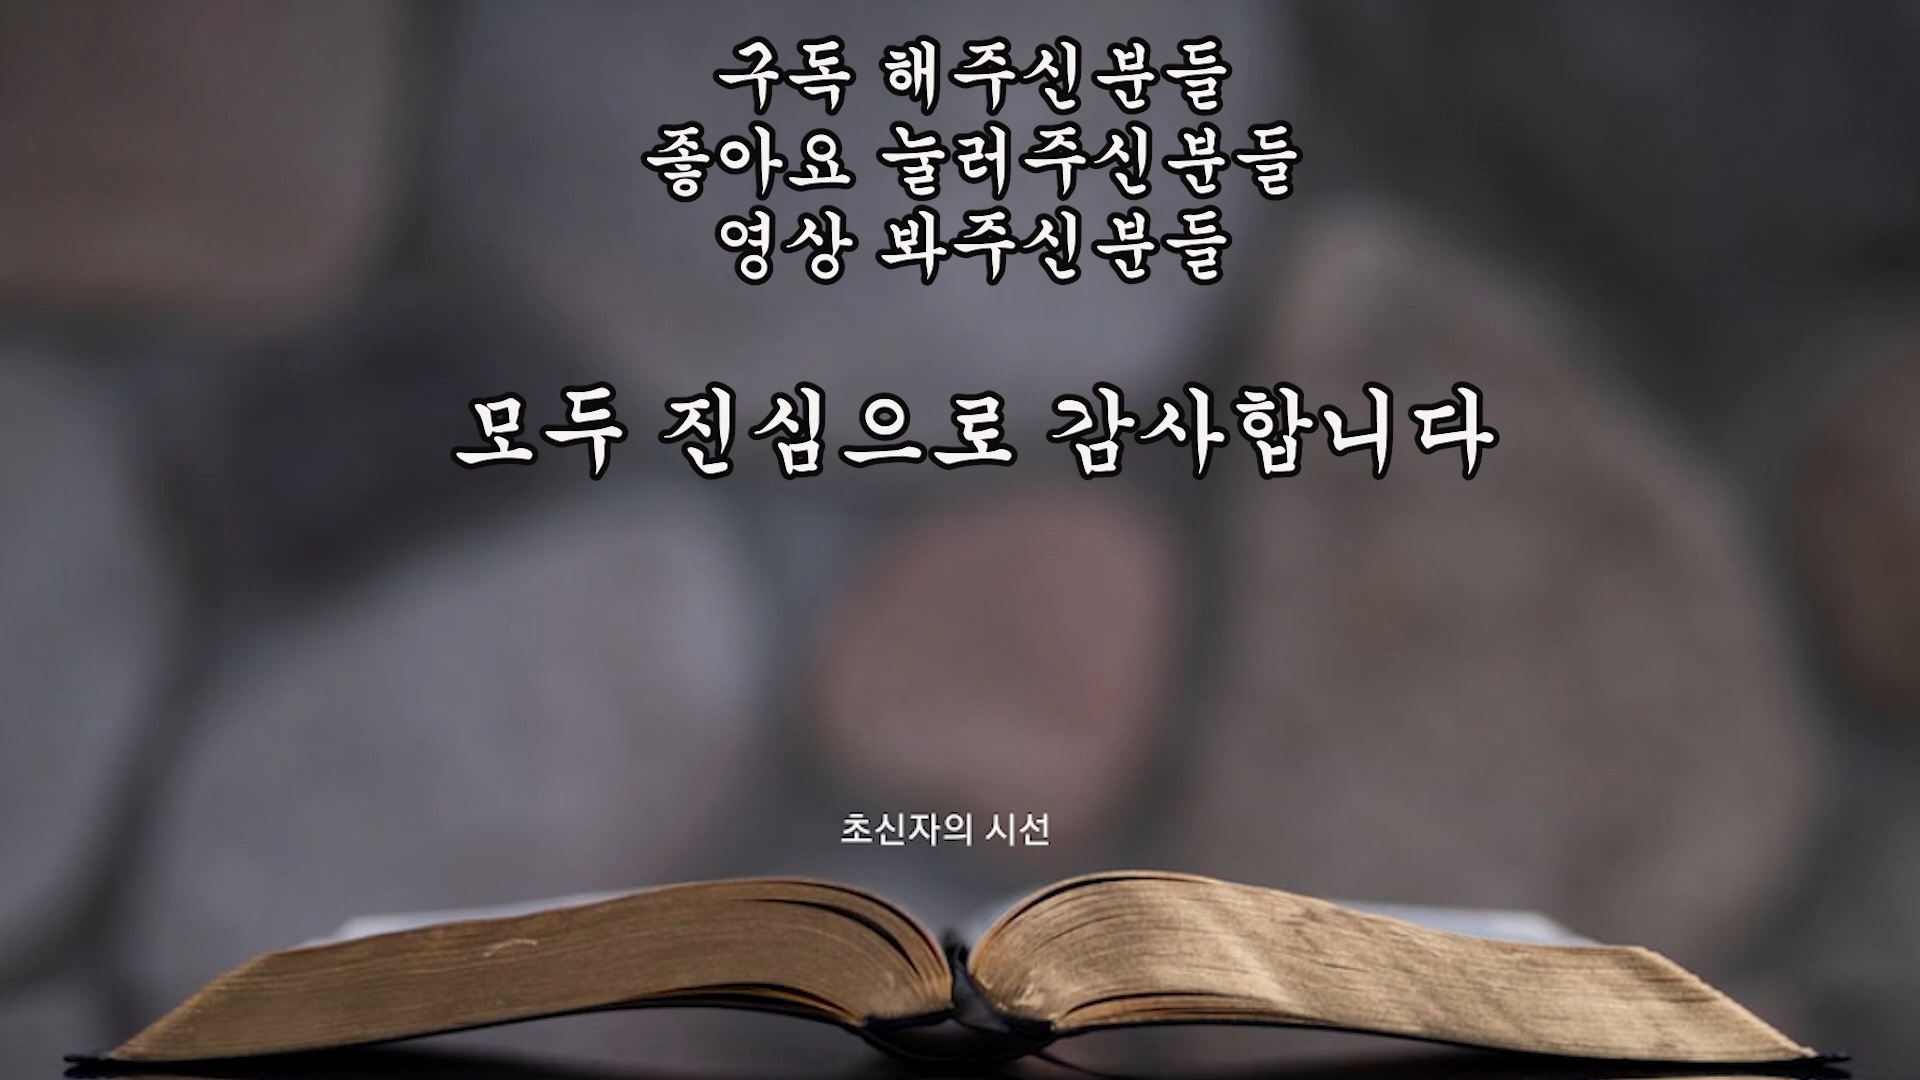 구독 해주신분들
좋아요 눌러주신분들
영상 봐주신분들
모두 진심으로 감사합니다
초신자의 시선